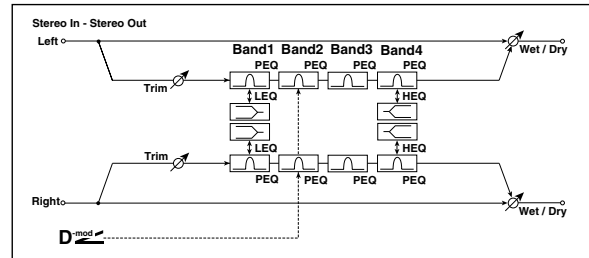 Stereo In - Stereo Out
Left
Band1 Band2 Band3 Band4
Wet / Dry
PEQ PEQ PEQ PEQ
Trim
LEQ HEQ
LEQ HEQ
Trim
PEQ PEQ PEQ PEQ
Right
Wet / Dry
D-mod